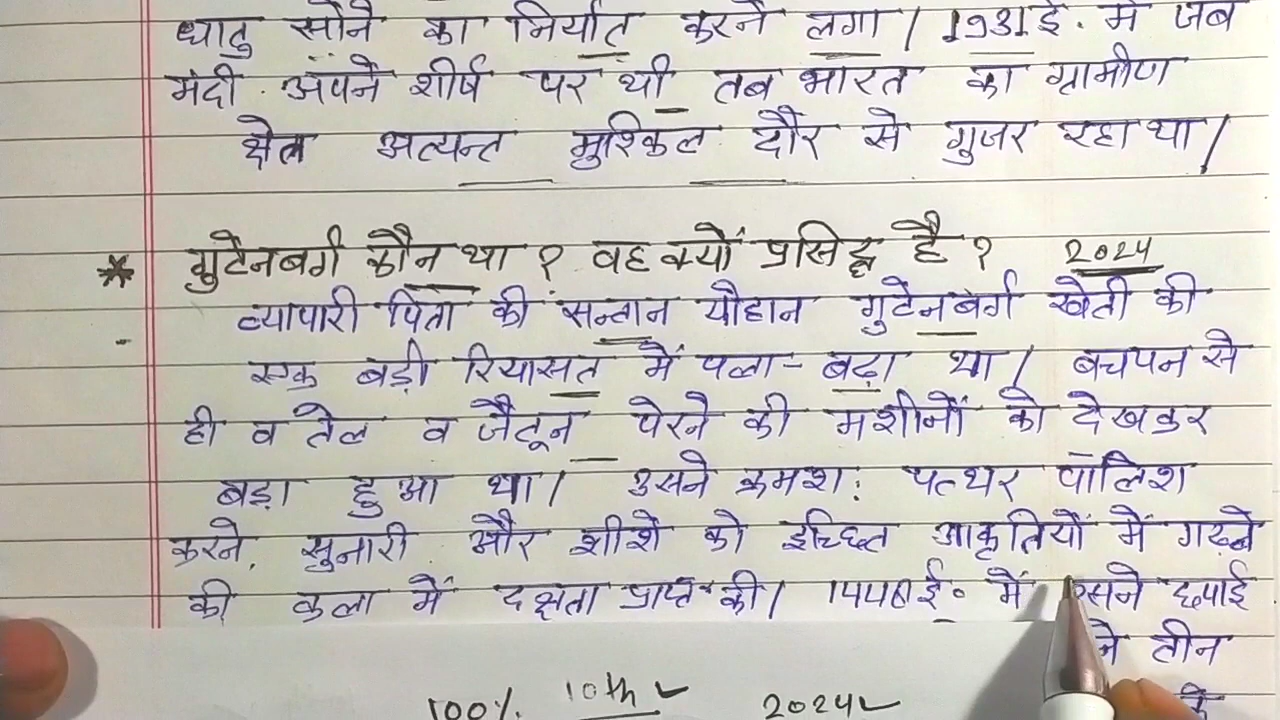 धातु सोने का निर्यात करने लगा। 1931ई. में जब
मंदी अपने शीर्ष पर थी तब भारत का ग्रामीण
क्षेत्र अत्यन्त मुश्किल दौर से गुजर रहा था।
* गुटेनबर्ग कौन था ? वह क्यों प्रसिद्ध है ? 2024
व्यापारी पिता की सन्तान यौहान गुटेनबर्ग खेती की
एक बड़ी रियासत में पला-बढ़ा था। बचपन से
ही व तेल व जैतून पेरने की मशीनों को देखकर
बड़ा हुआ था। उसने क्रमश: पत्थर पॉलिश
करने, सुनारी और शीशे को इच्छित आकृतियों में गढ़ने
की कला में दक्षता प्राप्त की। ई. में उसने छपाई
ने तीन
के
100% 10th 2024